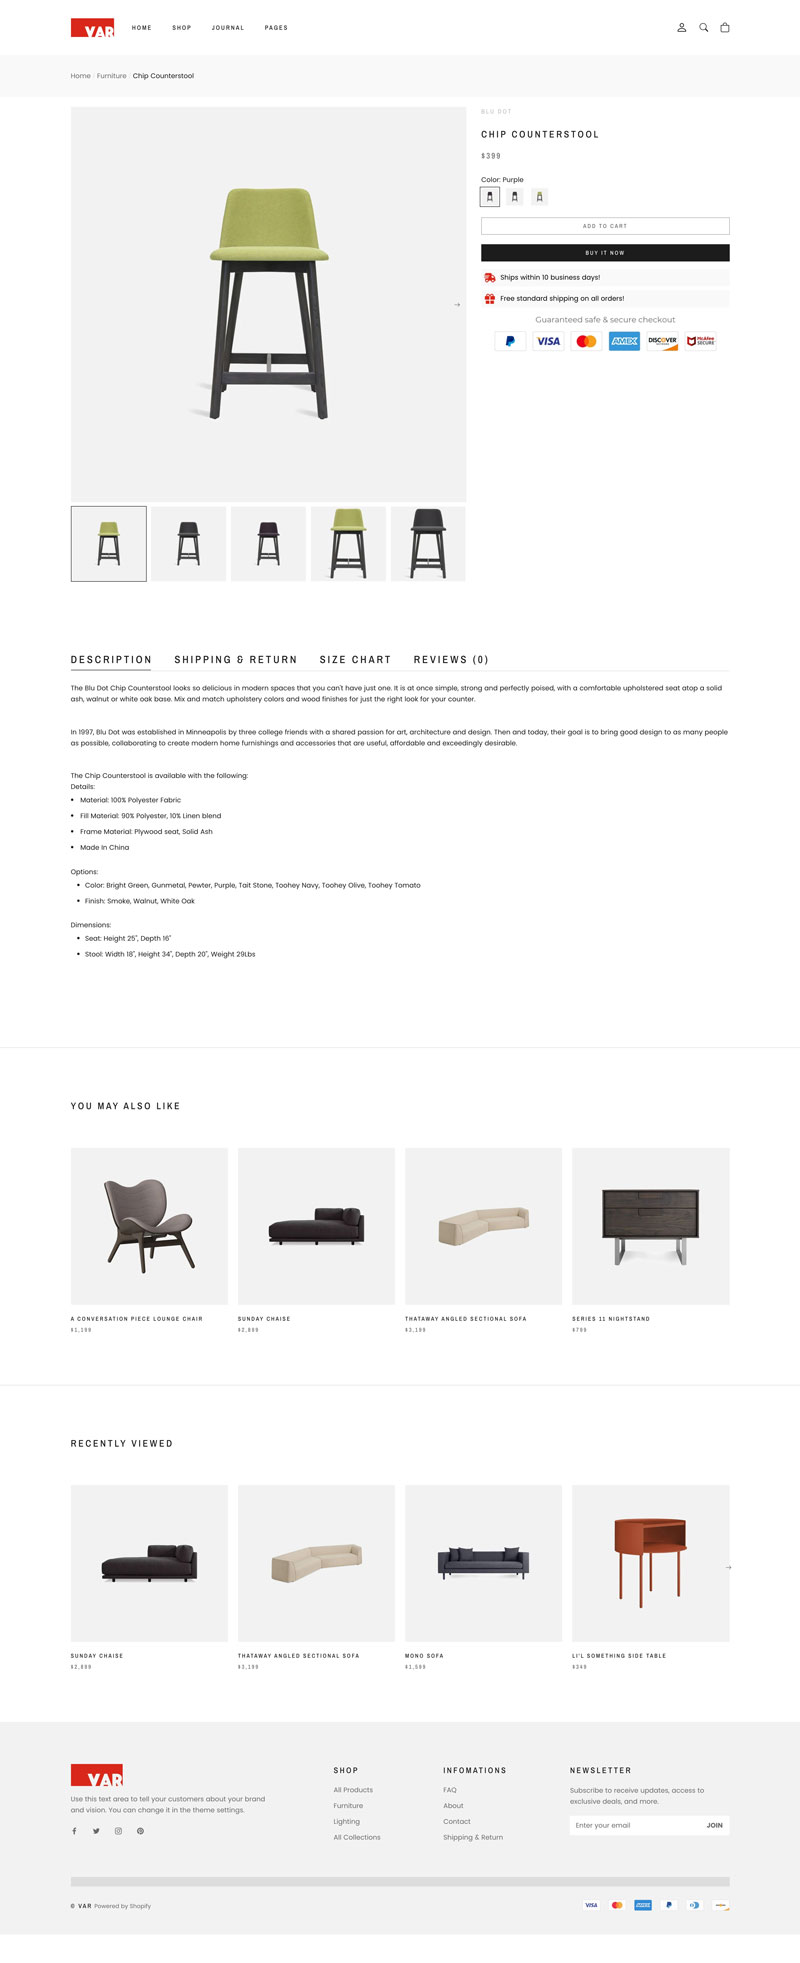 VAR
HOME SHOP JOURNAL PAGES
Home / Furniture / Chip Counterstool
BLU DOT
CHIP COUNTERSTOOL
$399
Color: Purple
ADD TO CART
BUY IT NOW
Ships within 10 business days!
Free standard shipping on all orders!
Guaranteed safe & secure checkout
VISA AMEX DISCOVER McAfee SECURE
DESCRIPTION SHIPPING & RETURN SIZE CHART REVIEWS (0)
The Blu Dot Chip Counterstool looks so delicious in modern spaces that you can't have just one. It is at once simple, strong and perfectly poised, with a comfortable upholstered seat atop a solid
ash, walnut or white oak base. Mix and match upholstery colors and wood finishes for just the right look for your counter.
In 1997, Blu Dot was established in Minneapolis by three college friends with a shared passion for art, architecture and design. Then and today, their goal is to bring good design to as many people
as possible, collaborating to create modern home furnishings and accessories that are useful, affordable and exceedingly desirable.
The Chip Counterstool is available with the following:
Details:
• Material: 100% Polyester Fabric
• Fill Material: 90% Polyester, 10% Linen blend
• Frame Material: Plywood seat, Solid Ash
• Made In China
Options:
• Color: Bright Green, Gunmetal, Pewter, Purple, Tait Stone, Toohey Navy, Toohey Olive, Toohey Tomato
• Finish: Smoke, Walnut, White Oak
Dimensions:
• Seat: Height 25", Depth 16"
• Stool: Width 18", Height 34", Depth 20", Weight 29Lbs
YOU MAY ALSO LIKE
A CONVERSATION PIECE LOUNGE CHAIR
$1,199
SUNDAY CHAISE
$2,899
THATAWAY ANGLED SECTIONAL SOFA
$3,199
SERIES 11 NIGHTSTAND
$799
RECENTLY VIEWED
SUNDAY CHAISE
$2,899
THATAWAY ANGLED SECTIONAL SOFA
$3,199
MONO SOFA
$1,599
LI'L SOMETHING SIDE TABLE
$349
VAR
Use this text area to tell your customers about your brand
and vision. You can change it in the theme settings.
SHOP
All Products
Furniture
Lighting
All Collections
INFOMATIONS
FAQ
About
Contact
Shipping & Return
NEWSLETTER
Subscribe to receive updates, access to
exclusive deals, and more.
Enter your email JOIN
© VAR Powered by Shopify
VISA